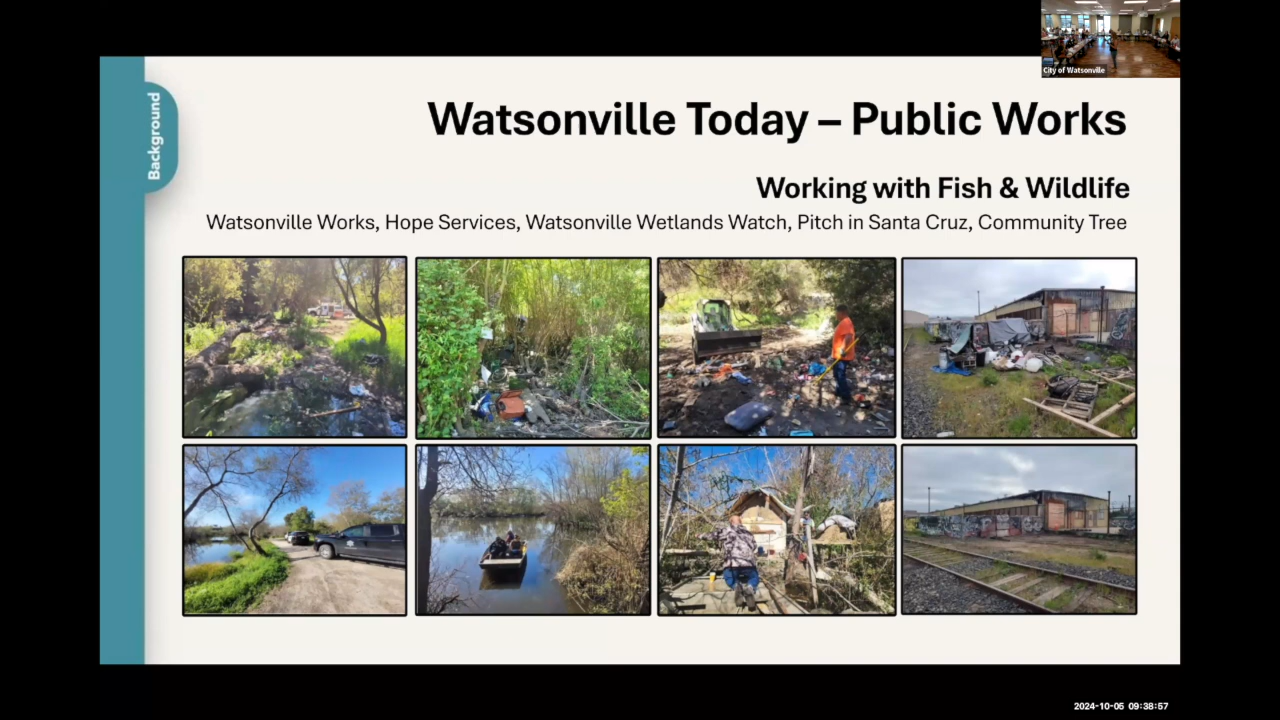 City of Watsonville
Background
Watsonville Today – Public Works
Working with Fish & Wildlife
Watsonville Works, Hope Services, Watsonville Wetlands Watch, Pitch in Santa Cruz, Community Tree
2024-10-05 09:38:57